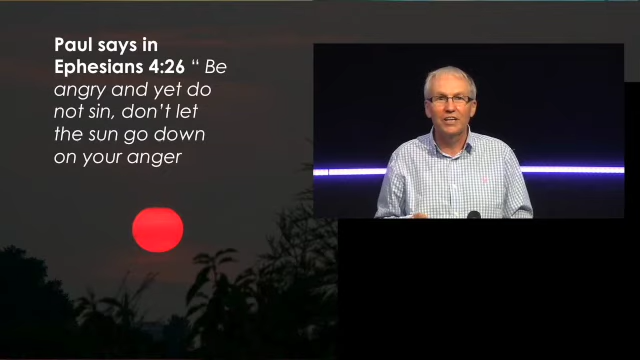 Paul says in
Ephesians 4:26 “ Be
angry and yet do
not sin, don’t let
the sun go down
on your anger